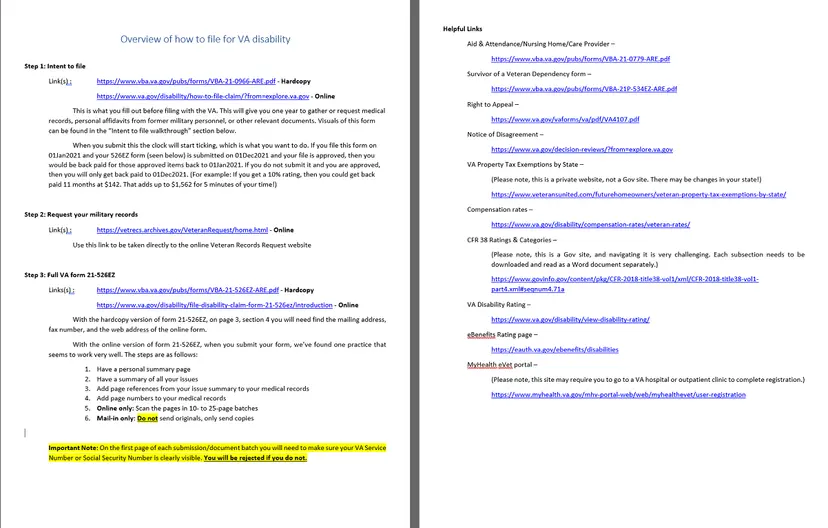 Overview of how to file for VA disability
Step 1: Intent to file
Link(s) : https://www.vba.va.gov/pubs/forms/VBA-21-0966-ARE.pdf - Hardcopy
https://www.va.gov/disability/how-to-file-claim/?from=explore.va.gov - Online
This is what you fill out before filing with the VA. This will give you one year to gather or request medical
records, personal affidavits from former military personnel, or other relevant documents. Visuals of this form
can be found in the “Intent to file walkthrough” section below.
When you submit this the clock will start ticking, which is what you want to do. If you file this form on
01Jan2021 and your 526EZ form (seen below) is submitted on 01Dec2021 and your file is approved, then you
would be back paid for those approved items back to 01Jan2021. If you do not submit it and you are approved,
then you will only get back paid to 01Dec2021. (For example: If you get a 10% rating, then you could get back
paid 11 months at $142. That adds up to $1,562 for 5 minutes of your time!)
Step 2: Request your military records
Link(s) : https://vetrecs.archives.gov/VeteranRequest/home.html - Online
Use this link to be taken directly to the online Veteran Records Request website
Step 3: Full VA form 21-526EZ
Links(s) : https://www.vba.va.gov/pubs/forms/VBA-21-526EZ-ARE.pdf - Hardcopy
https://www.va.gov/disability/file-disability-claim-form-21-526ez/introduction - Online
With the hardcopy version of form 21-526EZ, on page 3, section 4 you will need find the mailing address,
fax number, and the web address of the online form.
With the online version of form 21-526EZ, when you submit your form, we’ve found one practice that
seems to work very well. The steps are as follows:
1. Have a personal summary page
2. Have a summary of all your issues
3. Add page references from your issue summary to your medical records
4. Add page numbers to your medical records
5. Online only: Scan the pages in 10- to 25-page batches
6. Mail-in only: Do not send originals, only send copies
Important Note: On the first page of each submission/document batch you will need to make sure your VA Service
Number or Social Security Number is clearly visible. You will be rejected if you do not.
Helpful Links
Aid & Attendance/Nursing Home/Care Provider –
https://www.vba.va.gov/pubs/forms/VBA-21-0779-ARE.pdf
Survivor of a Veteran Dependency form –
https://www.vba.va.gov/pubs/forms/VBA-21P-534EZ-ARE.pdf
Right to Appeal –
https://www.va.gov/vaforms/va/pdf/VA4107.pdf
Notice of Disagreement –
https://www.va.gov/decision-reviews/?from=explore.va.gov
VA Property Tax Exemptions by State –
(Please note, this is a private website, not a Gov site. There may be changes in your state!)
https://www.veteransunited.com/futurehomeowners/veteran-property-tax-exemptions-by-state/
Compensation rates –
https://www.va.gov/disability/compensation-rates/veteran-rates/
CFR 38 Ratings & Categories –
(Please note, this is a Gov site, and navigating it is very challenging. Each subsection needs to be
downloaded and read as a Word document separately.)
https://www.govinfo.gov/content/pkg/CFR-2018-title38-vol1/xml/CFR-2018-title38-vol1-
part4.xml#seqnum4.71a
VA Disability Rating –
https://www.va.gov/disability/view-disability-rating/
eBenefits Rating page –
https://eauth.va.gov/ebenefits/disabilities
MyHealth eVet portal –
(Please note, this site may require you to go to a VA hospital or outpatient clinic to complete registration.)
https://www.myhealth.va.gov/mhv-portal-web/web/myhealthevet/user-registration